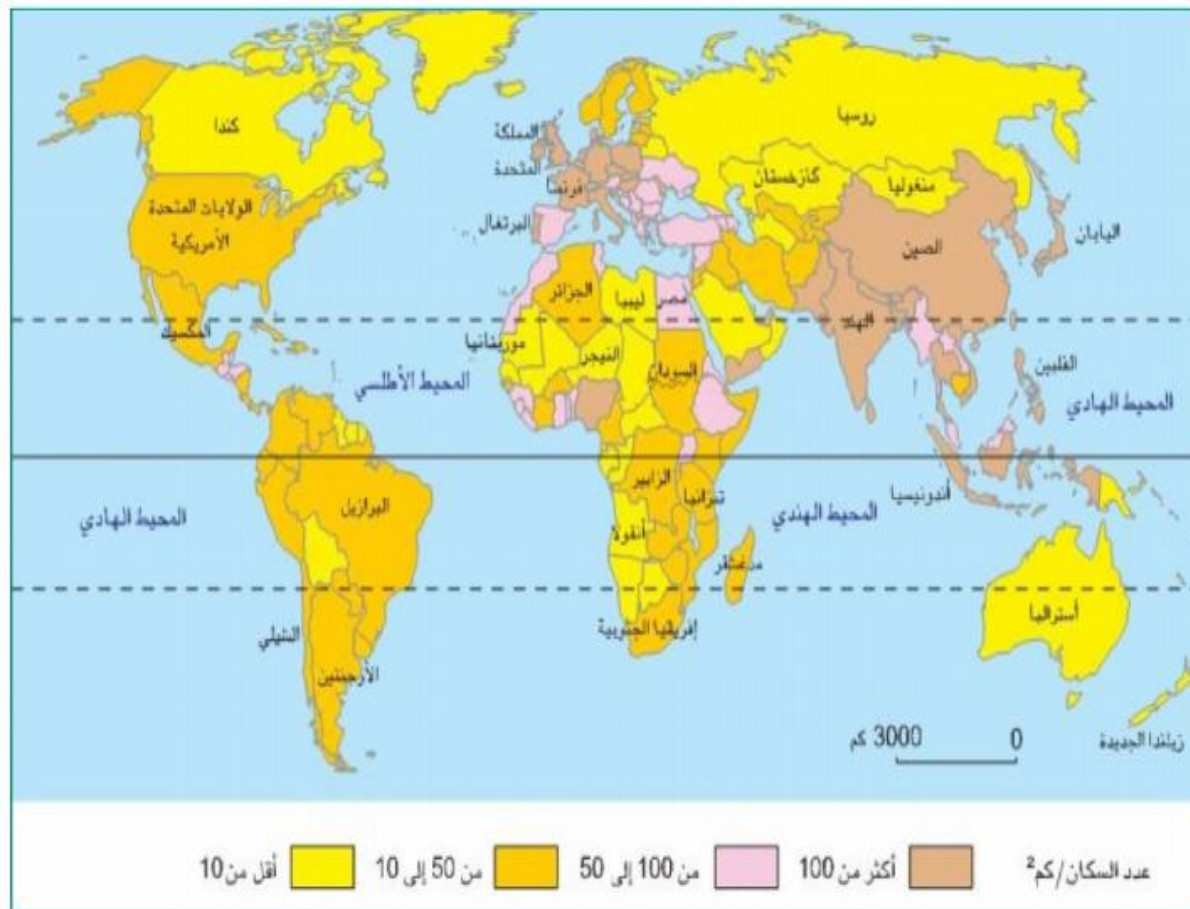 كندا
روسيا
المملكة
المتحدة
فرنسا
كازخستان
منغوليا
الولايات المتحدة
الأمريكية
البرتغال
الصين
اليابان
الجزائر
ليبيا
مصر
الهند
المكسيك
موريتانيا
النيجر
السودان
الفلبين
المحيط الأطلسي
المحيط الهادي
الزايير
البرازيل
تنزانيا
أندونيسيا
المحيط الهادي
المحيط الهندي
أنقولا
مدغشقر
أستراليا
إفريقيا الجنوبية
الشيلي
الأرجنتين
3000 كم
0
زيلندا الجديدة
عدد السكان/كم²
أكثر من 100
من 100 إلى 50
من 50 إلى 10
أقل من 10